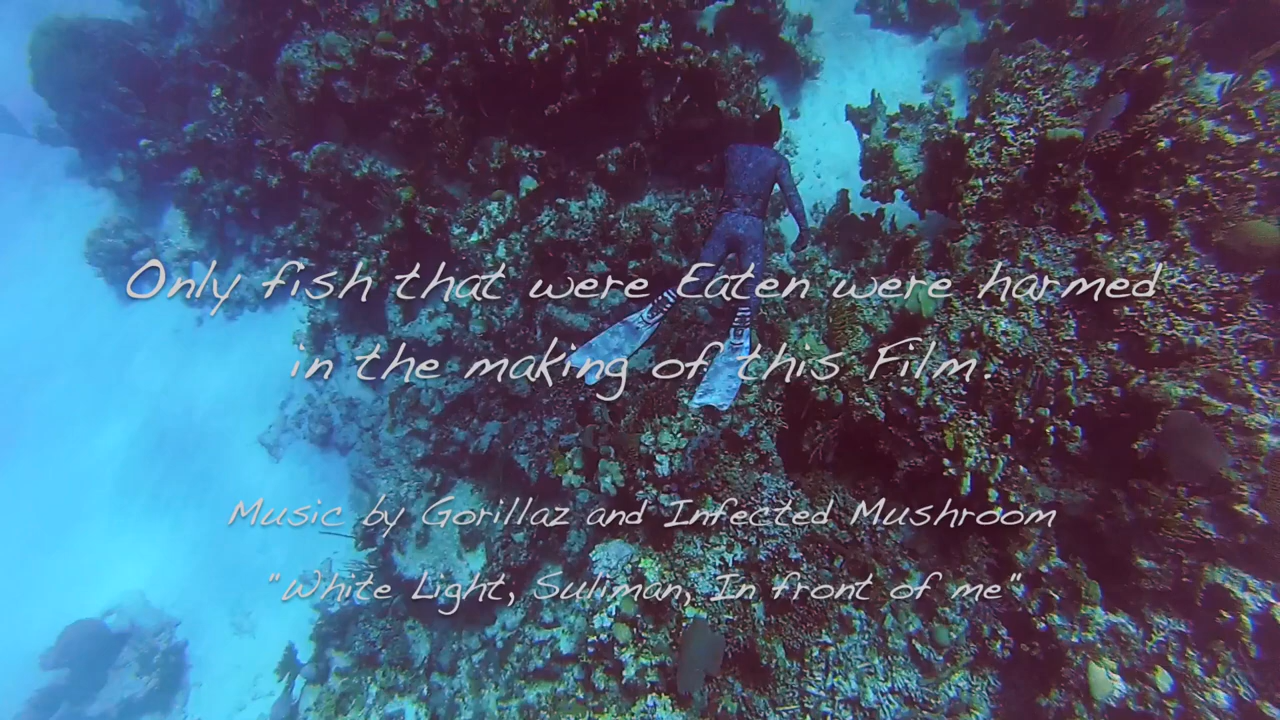 Only fish that were Eaten were harmed
in the making of this Film.
Music by Gorillaz and Infected Mushroom
"White Light, Suliman, In front of me"